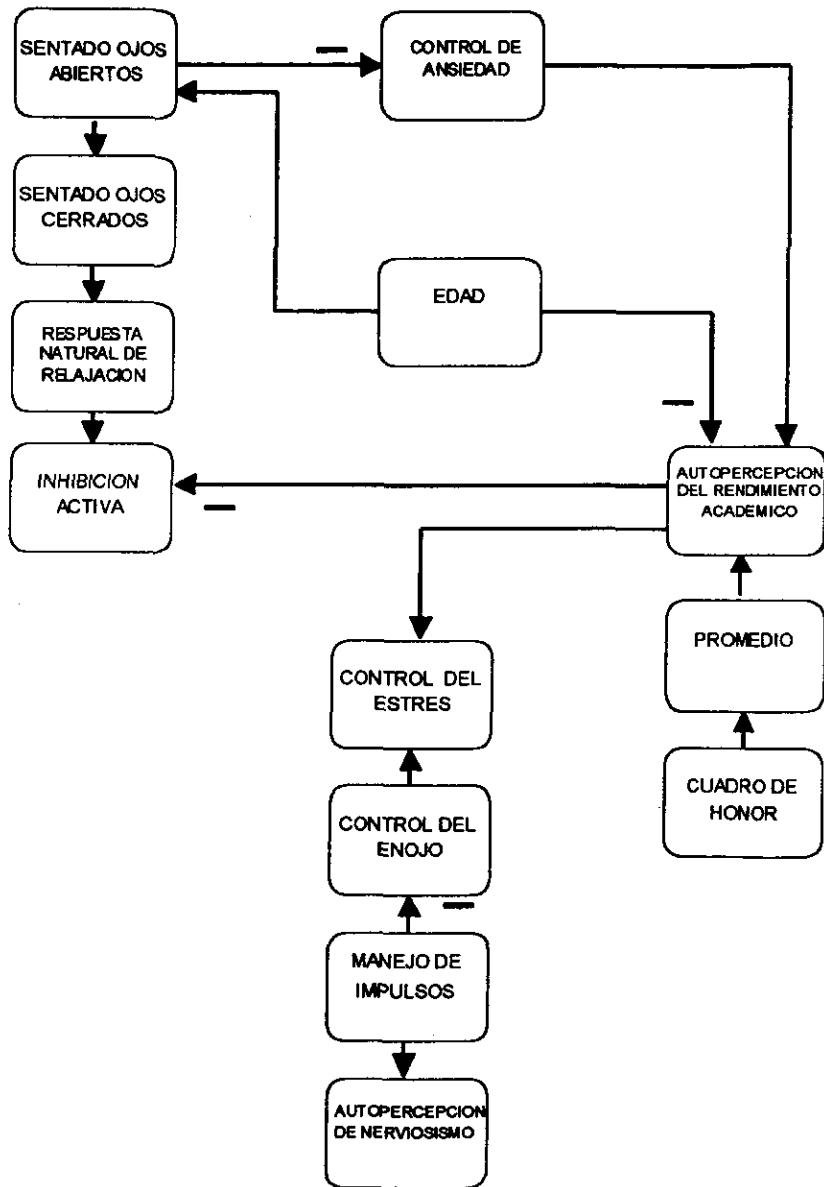 SENTADO OJOS
ABIERTOS
CONTROL DE
ANSIEDAD
SENTADO OJOS
CERRADOS
EDAD
RESPUESTA
NATURAL DE
RELAJACION
INHIBICION
ACTIVA
AUTOPERCEPCION
DEL RENDIMIENTO
ACADEMICO
PROMEDIO
CONTROL DEL
ESTRES
CUADRO DE
HONOR
CONTROL DEL
ENOJO
MANEJO DE
IMPULSOS
AUTOPERCEPCION
DE NERVIOSISMO